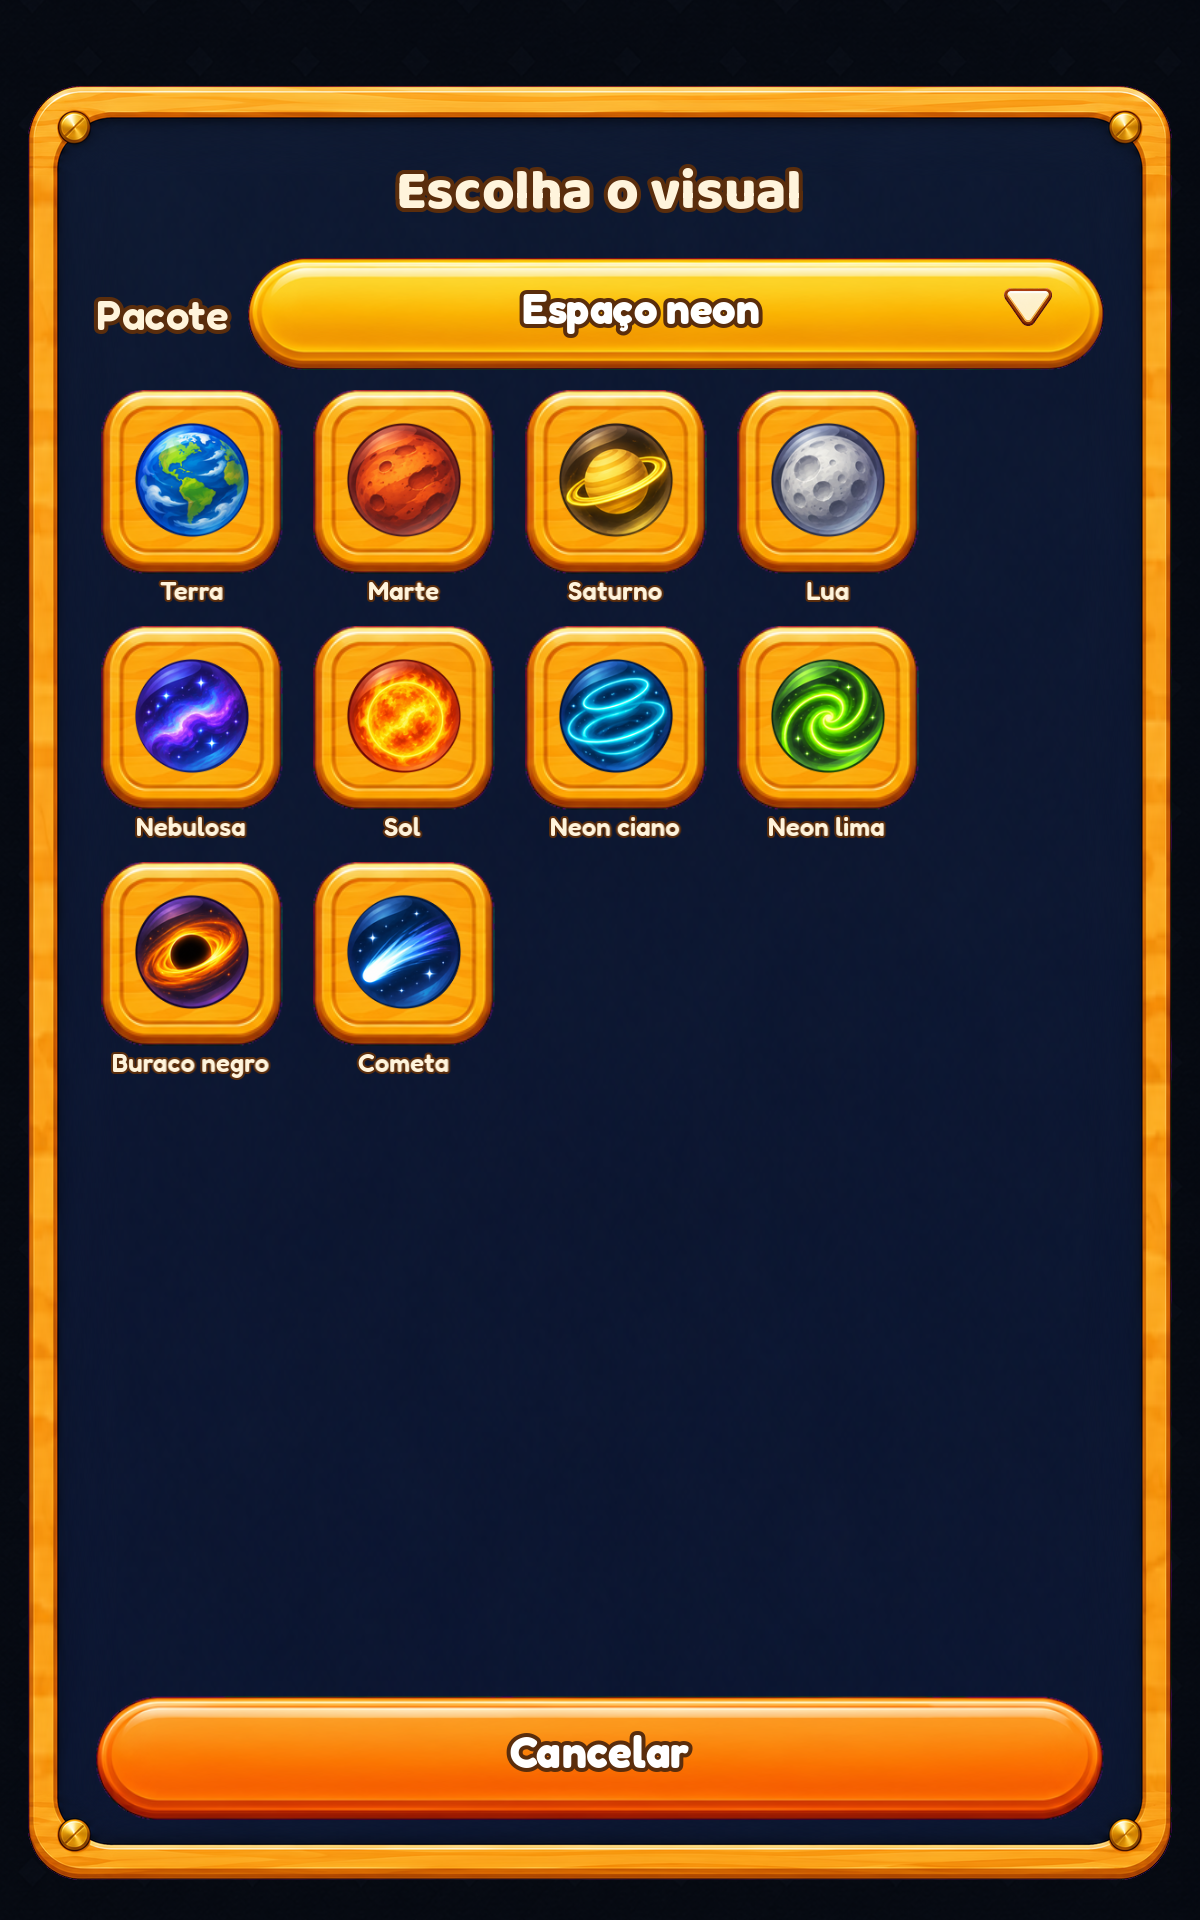 Escolha o visual
Pacote
Espaço neon
Terra
Marte
Saturno
Lua
Nebulosa
Sol
Neon ciano
Neon lima
Buraco negro
Cometa
Cancelar